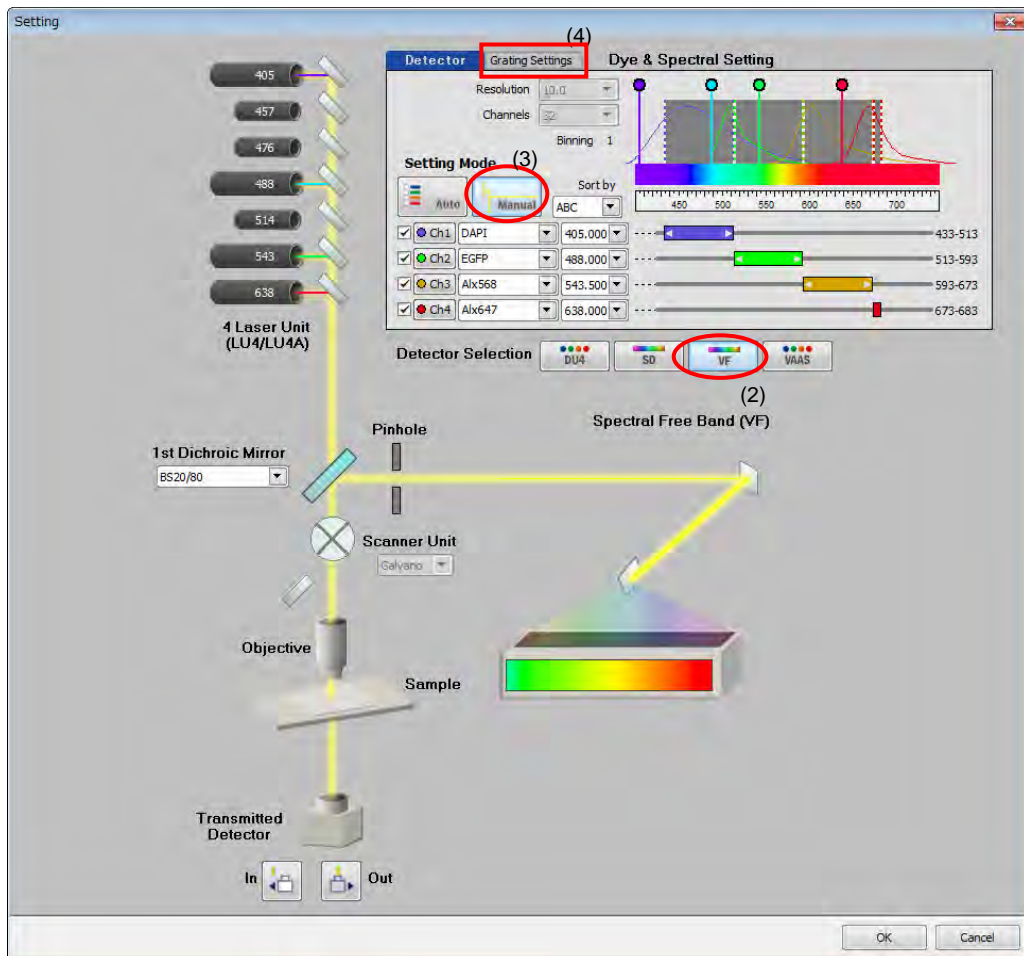 Setting
(4)
Detector
Grating Settings
Dye & Spectral Setting
Resolution 10.0
Channels 32
Binning 1
Setting Mode
(3)
Auto
Manual
Sort by
ABC
450 500 550 600 650 700
Ch1 DAPI 405.000 433-513
Ch2 EGFP 488.000 513-593
Ch3 Alx568 543.500 593-673
Ch4 Alx647 638.000 673-683
Detector Selection
DU4
SD
VF
VAAS
(2)
Spectral Free Band (VF)
405
457
476
488
514
543
638
4 Laser Unit
(LU4/LU4A)
Pinhole
1st Dichroic Mirror
BS20/80
Scanner Unit
Galvano
Objective
Sample
Transmitted
Detector
In
Out
OK
Cancel